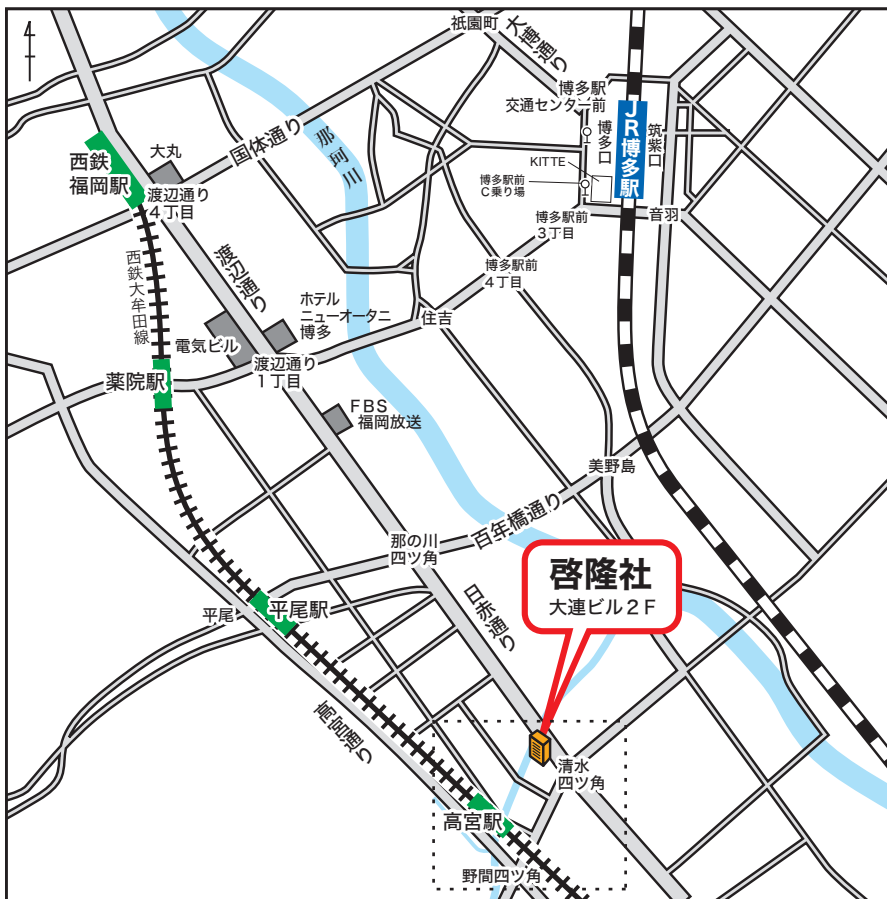 祇園町
大博通り
博多駅
交通センター前
博多口
JR博多駅
筑紫口
国体通り
那珂川
大丸
西鉄
福岡駅
KITTE
博多駅前
C乗り場
渡辺通り
4丁目
音羽
博多駅前
3丁目
西鉄大牟田線
渡辺通り
博多駅前
4丁目
ホテル
ニューオータニ
博多
住吉
電気ビル
渡辺通り
1丁目
薬院駅
FBS
福岡放送
美野島
百年橋通り
那の川
四ツ角
啓隆社
大連ビル2F
日赤通り
平尾
平尾駅
高宮通り
清水
四ツ角
高宮駅
野間四ツ角